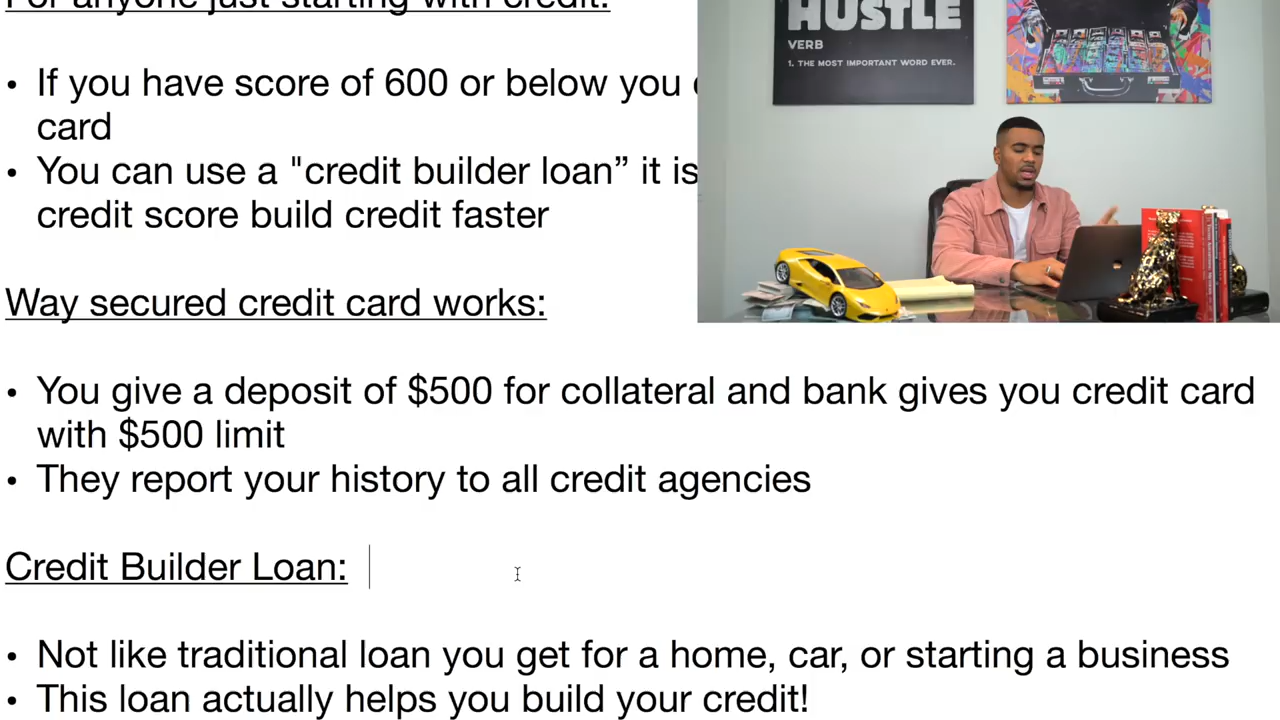 For anyone just starting with credit:
If you have score of 600 or below you
card
You can use a "credit builder loan” it is
credit score build credit faster
Way secured credit card works:
You give a deposit of $500 for collateral and bank gives you credit card
with $500 limit
They report your history to all credit agencies
Credit Builder Loan:
Not like traditional loan you get for a home, car, or starting a business
This loan actually helps you build your credit!
HUSTLE
VERB
1. THE MOST IMPORTANT WORD EVER.